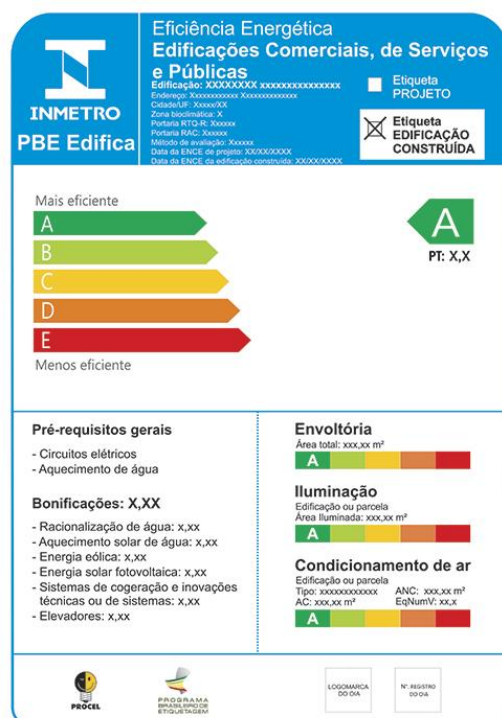 Eficiência Energética
Edificações Comerciais, de Serviços
e Públicas
Edificação: XXXXXXXX xxxxxxxxxxxxxxx
Endereço: Xxxxxxxxxxxx Xxxxxxxxxxxxxx
Cidade/UF: Xxxxx/XX
Zona bioclimática: X
Portaria RTQ-R: Xxxxxx
Portaria RAC: Xxxxxx
Método de avaliação: Xxxxxx
Data da ENCE de projeto: XX/XX/XXXX
Data da ENCE da edificação construída: XX/XX/XXXX
INMETRO
PBE Edifica
Etiqueta
PROJETO
Etiqueta
EDIFICAÇÃO
CONSTRUÍDA
Mais eficiente
A
B
C
D
E
Menos eficiente
A
PT: X,X
Pré-requisitos gerais
- Circuitos elétricos
- Aquecimento de água
Bonificações: X,XX
- Racionalização de água: x,xx
- Aquecimento solar de água: x,xx
- Energia eólica: x,xx
- Energia solar fotovoltaica: x,xx
- Sistemas de cogeração e inovações
técnicas ou de sistemas: x,xx
- Elevadores: x,xx
Envoltória
Área total: xxx,xx m²
A
Iluminação
Edificação ou parcela
Área Iluminada: xxx,xx m²
A
Condicionamento de ar
Edificação ou parcela
Tipo: xxxxxxxxxxxx ANC: xxx,xx m²
AC: xxx,xx m² EqNumV: xx,x
A
PROCEL
PROGRAMA
BRASILEIRO DE
ETIQUETAGEM
LOGOMARCA
DO OIA
Nº. REGISTRO
DO OIA